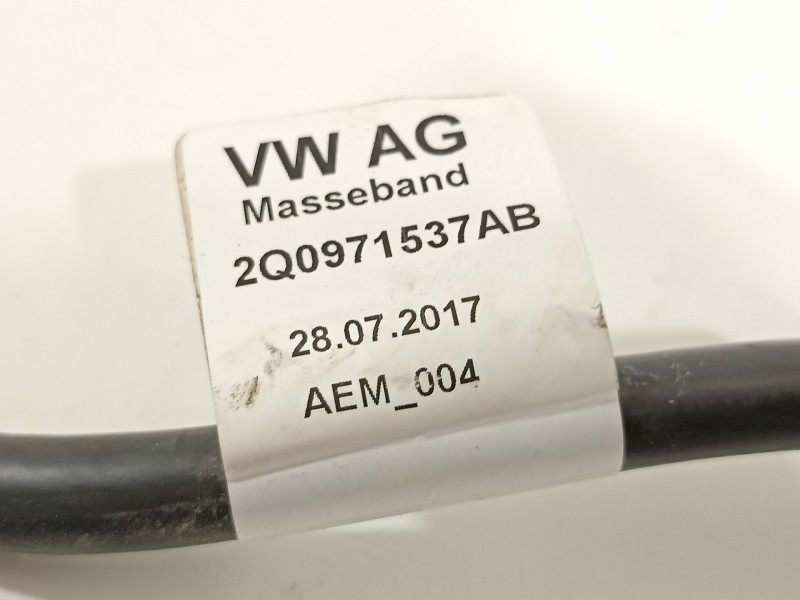 VW AG
Masseband
2Q0971537AB
28.07.2017
AEM_004